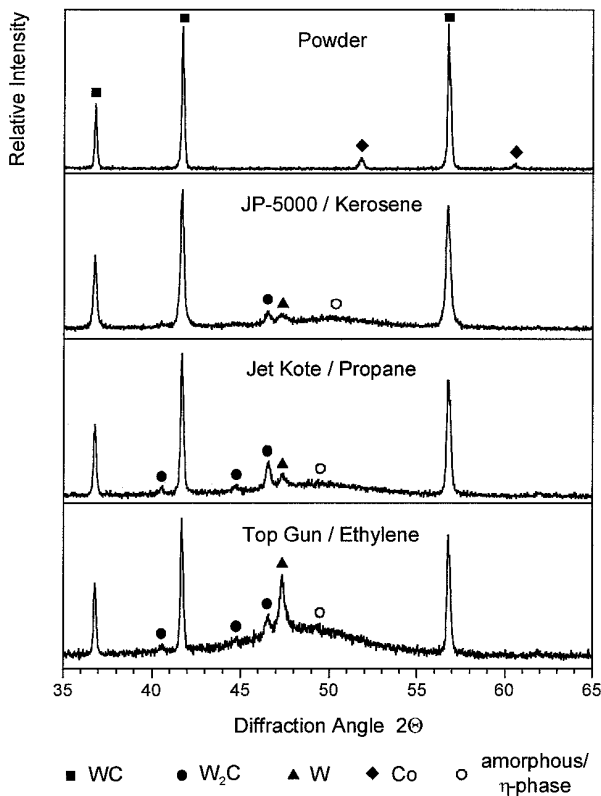 Relative Intensity
Powder
JP-5000 / Kerosene
Jet Kote / Propane
Top Gun / Ethylene
35 40 45 50 55 60 65
Diffraction Angle 2Θ
■ WC ● W₂C ▲ W ◆ Co ○ amorphous/
η-phase